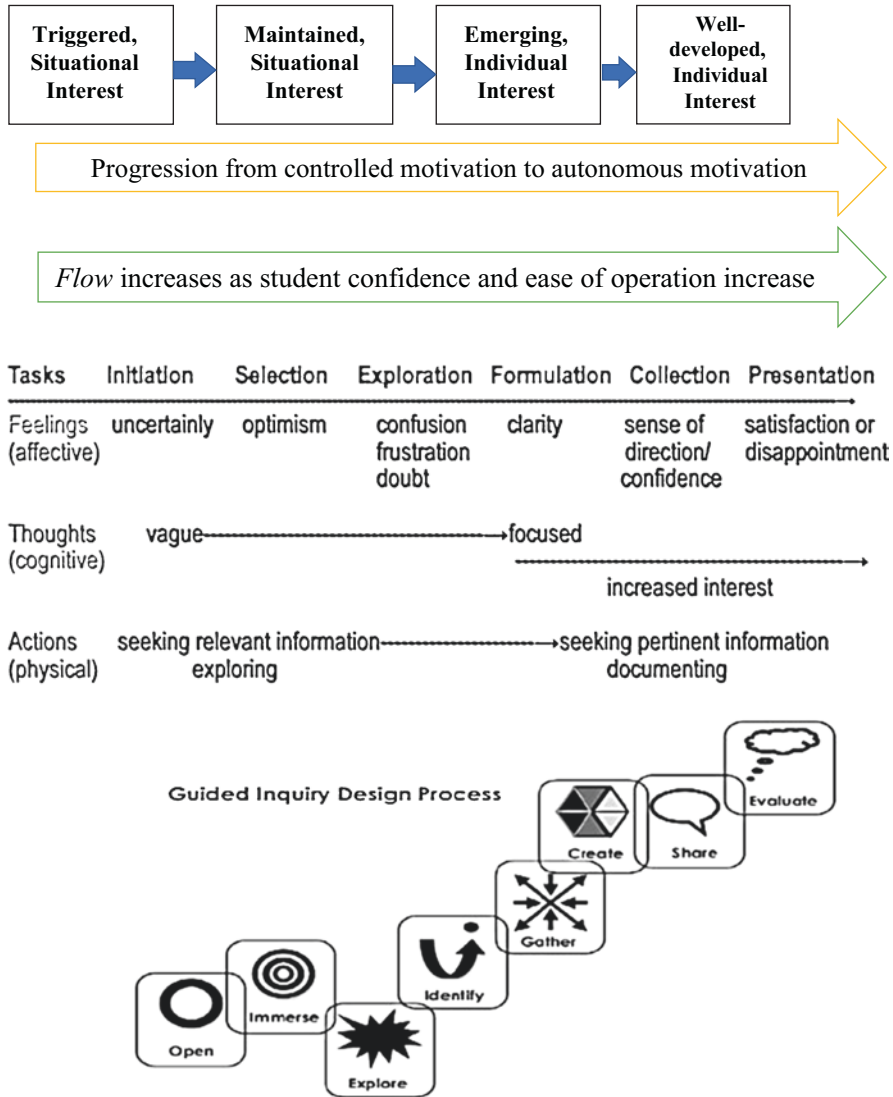 Triggered,
Situational
Interest
Maintained,
Situational
Interest
Emerging,
Individual
Interest
Well-
developed,
Individual
Interest
Progression from controlled motivation to autonomous motivation
Flow increases as student confidence and ease of operation increase
Tasks Initiation Selection Exploration Formulation Collection Presentation
Feelings uncertainly optimism confusion clarity sense of satisfaction or
(affective) frustration direction/ disappointment
doubt confidence
Thoughts vague focused
(cognitive)
increased interest
Actions seeking relevant information seeking pertinent information
(physical) exploring documenting
Guided Inquiry Design Process
Evaluate
Create
Share
Gather
Identify
Immerse
Open
Explore